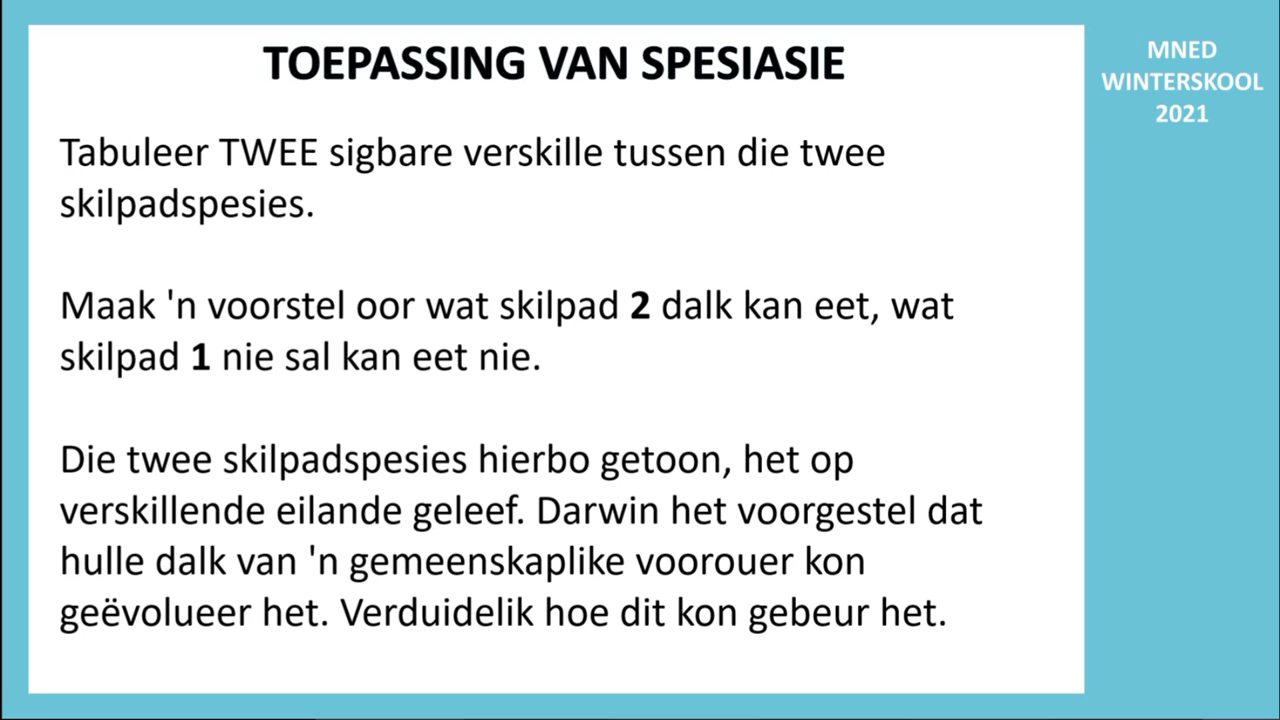 TOEPASSING VAN SPESIASIE
MNED
WINTERSKOOL
2021
Tabuleer TWEE sigbare verskille tussen die twee
skilpadspesies.
Maak 'n voorstel oor wat skilpad 2 dalk kan eet, wat
skilpad 1 nie sal kan eet nie.
Die twee skilpadspesies hierbo getoon, het op
verskillende eilande geleef. Darwin het voorgestel dat
hulle dalk van 'n gemeenskaplike voorouer kon
geëvolueer het. Verduidelik hoe dit kon gebeur het.